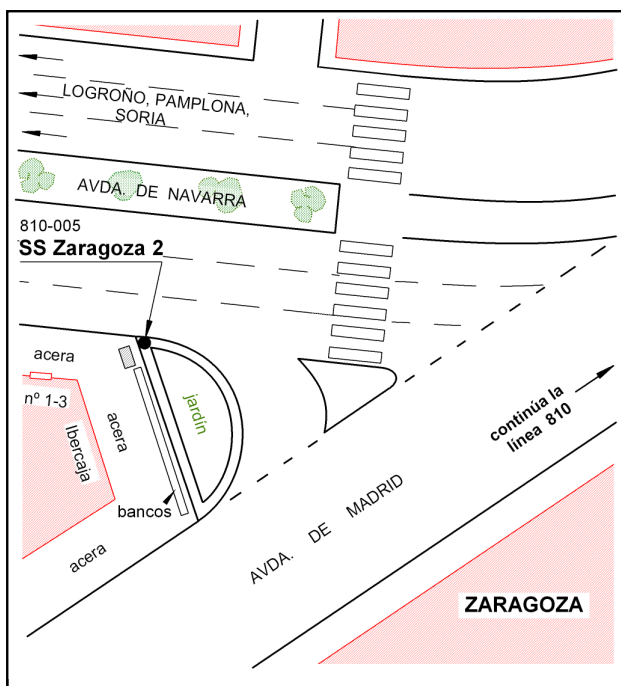 LOGROÑO, PAMPLONA,
SORIA
AVDA. DE NAVARRA
810-005
SS Zaragoza 2
acera
nº 1-3
Ibercaja
acera
jardín
bancos
acera
continúa la
línea 810
AVDA. DE MADRID
ZARAGOZA